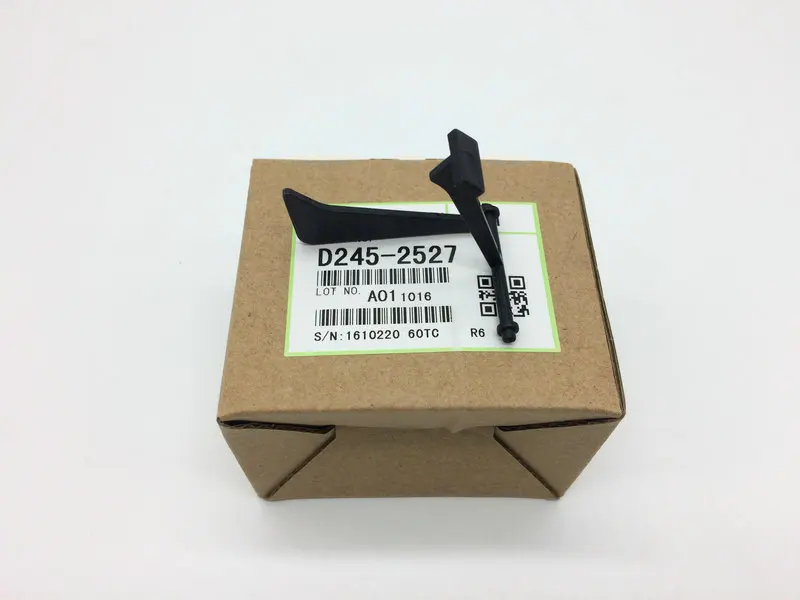 D245-2527
LOT NO. A01 1016
S/N:1610220 60TC R6